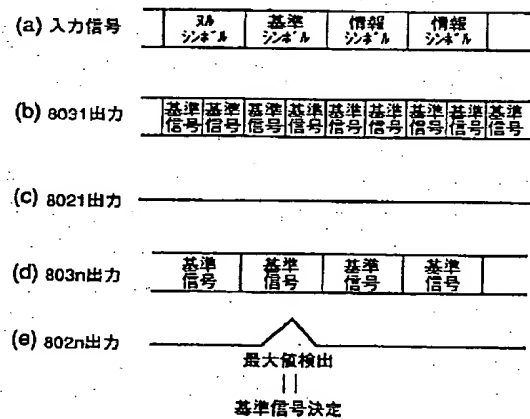 (a) 入力信号
ヌル 基準 情報 情報
シンボル シンボル シンボル シンボル
(b) 8031出力
基準 基準 基準 基準 基準 基準 基準 基準 基準
信号 信号 信号 信号 信号 信号 信号 信号 信号
(c) 8021出力
(d) 803n出力
基準 基準 基準 基準
信号 信号 信号 信号
(e) 802n出力
最大値検出
基準信号決定